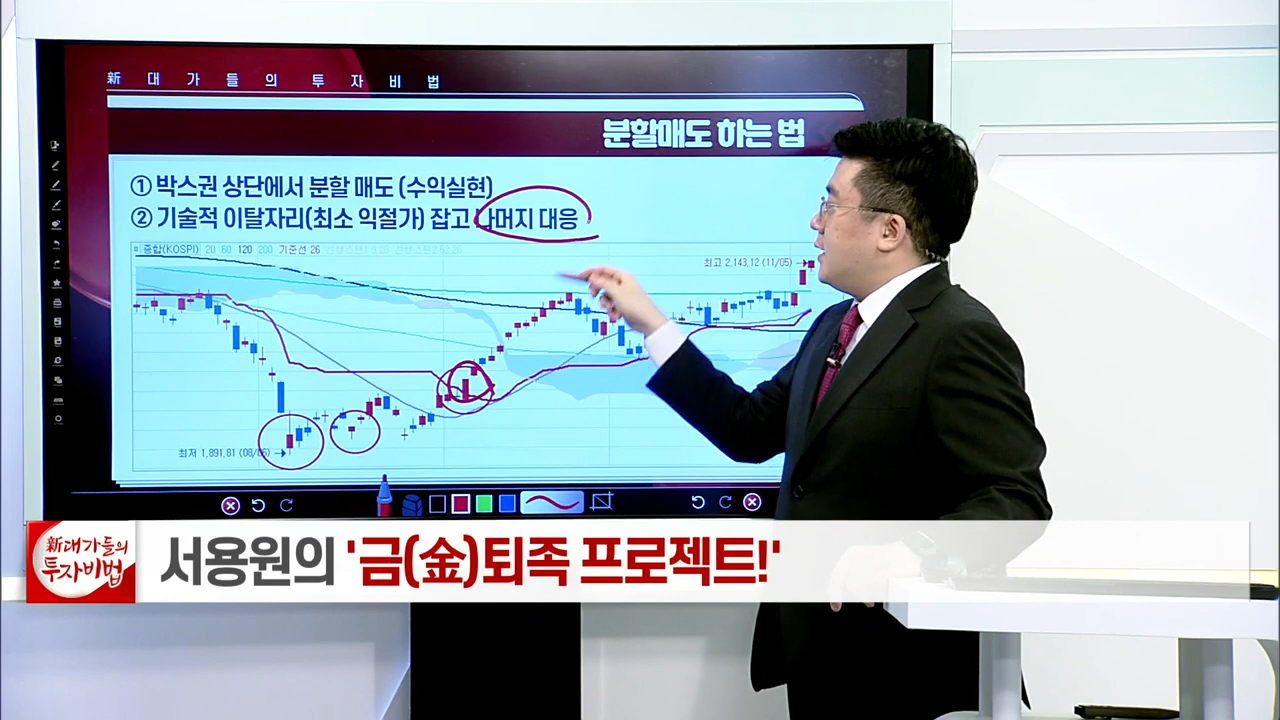 新 대 가 들 의 투 자 비 법
분할매도 하는 법
① 박스권 상단에서 분할 매도 (수익실현)
② 기술적 이탈자리(최소 익절가) 잡고 나머지 대응
종합(KOSPI) 20 60 120 200 기준선 26
최고 2,143,12 (11/05)
최저 1,891,81
新대가들의
투자비법
서용원의 '금(金)퇴족 프로젝트!'